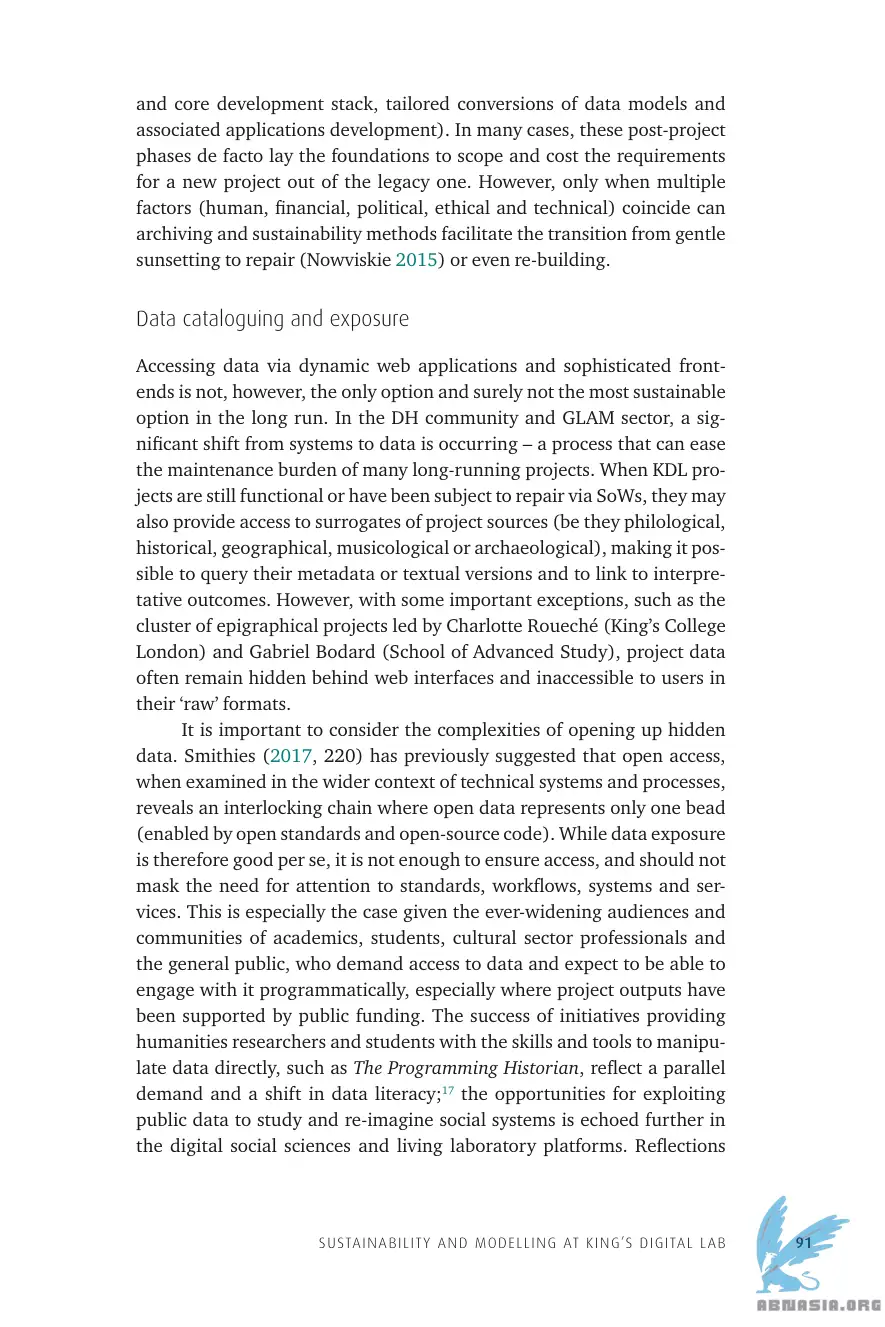 and core development stack, tailored conversions of data models and
associated applications development). In many cases, these post-project
phases de facto lay the foundations to scope and cost the requirements
for a new project out of the legacy one. However, only when multiple
factors (human, financial, political, ethical and technical) coincide can
archiving and sustainability methods facilitate the transition from gentle
sunsetting to repair (Nowviskie 2015) or even re-building.
Data cataloguing and exposure
Accessing data via dynamic web applications and sophisticated front-
ends is not, however, the only option and surely not the most sustainable
option in the long run. In the DH community and GLAM sector, a sig-
nificant shift from systems to data is occurring – a process that can ease
the maintenance burden of many long-running projects. When KDL pro-
jects are still functional or have been subject to repair via SoWs, they may
also provide access to surrogates of project sources (be they philological,
historical, geographical, musicological or archaeological), making it pos-
sible to query their metadata or textual versions and to link to interpre-
tative outcomes. However, with some important exceptions, such as the
cluster of epigraphical projects led by Charlotte Roueché (King’s College
London) and Gabriel Bodard (School of Advanced Study), project data
often remain hidden behind web interfaces and inaccessible to users in
their ‘raw’ formats.
It is important to consider the complexities of opening up hidden
data. Smithies (2017, 220) has previously suggested that open access,
when examined in the wider context of technical systems and processes,
reveals an interlocking chain where open data represents only one bead
(enabled by open standards and open-source code). While data exposure
is therefore good per se, it is not enough to ensure access, and should not
mask the need for attention to standards, workflows, systems and ser-
vices. This is especially the case given the ever-widening audiences and
communities of academics, students, cultural sector professionals and
the general public, who demand access to data and expect to be able to
engage with it programmatically, especially where project outputs have
been supported by public funding. The success of initiatives providing
humanities researchers and students with the skills and tools to manipu-
late data directly, such as The Programming Historian, reflect a parallel
demand and a shift in data literacy;17 the opportunities for exploiting
public data to study and re-imagine social systems is echoed further in
the digital social sciences and living laboratory platforms. Reflections
SUSTAINABILITY AND MODELLING AT KING’S DIGITAL LAB 91
ABNASIA.ORG